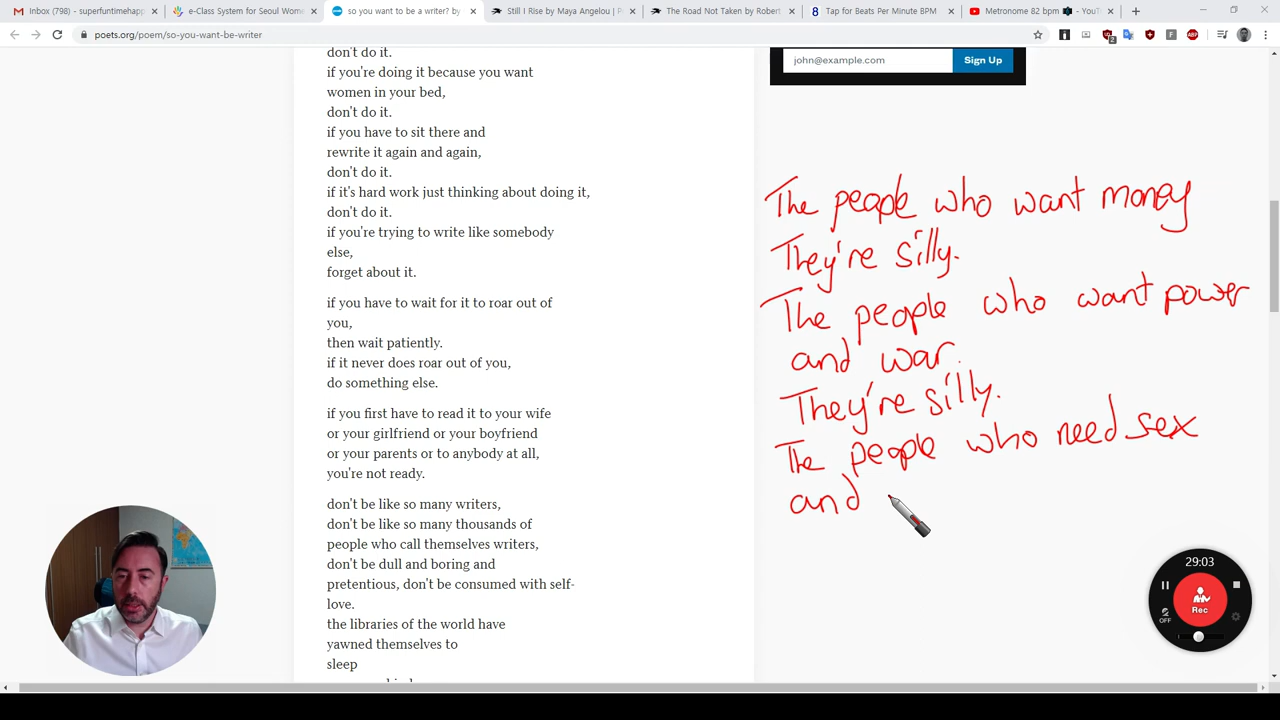 Inbox (798) - superfuntimehapp
e-Class System for Seoul Wome
so you want to be a writer? by
Still I Rise by Maya Angelou | P
The Road Not Taken by Robert
Tap for Beats Per Minute BPM
Metronome 82 bpm - YouT
poets.org/poem/so-you-want-be-writer
john@example.com
Sign Up
don't do it.
if you're doing it because you want
women in your bed,
don't do it.
if you have to sit there and
rewrite it again and again,
don't do it.
if it's hard work just thinking about doing it,
don't do it.
if you're trying to write like somebody
else,
forget about it.
if you have to wait for it to roar out of
you,
then wait patiently.
if it never does roar out of you,
do something else.
if you first have to read it to your wife
or your girlfriend or your boyfriend
or your parents or to anybody at all,
you're not ready.
don't be like so many writers,
don't be like so many thousands of
people who call themselves writers,
don't be dull and boring and
pretentious, don't be consumed with self-
love.
the libraries of the world have
yawned themselves to
sleep
The people who want money
They're silly.
The people who want power
and war.
They're silly.
The people who need sex
and
29:03
Rec
OFF